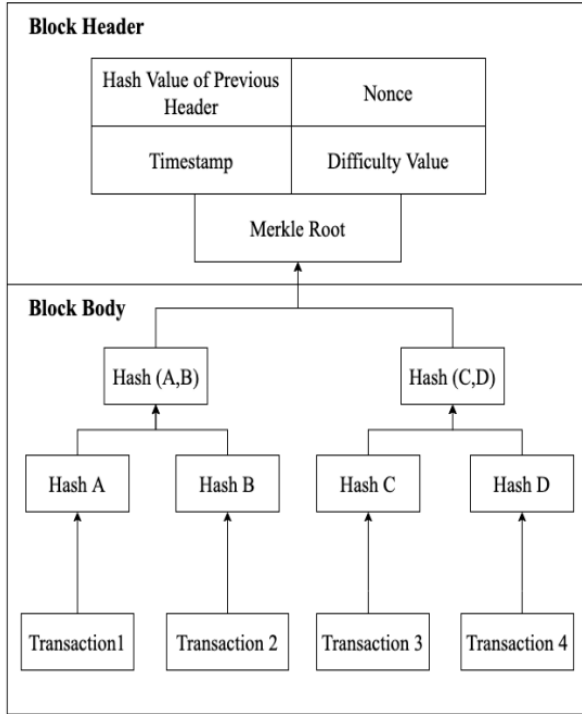 Block Header
Hash Value of Previous
Header
Nonce
Timestamp
Difficulty Value
Merkle Root
Block Body
Hash (A,B)
Hash (C,D)
Hash A
Hash B
Hash C
Hash D
Transaction1
Transaction 2
Transaction 3
Transaction 4